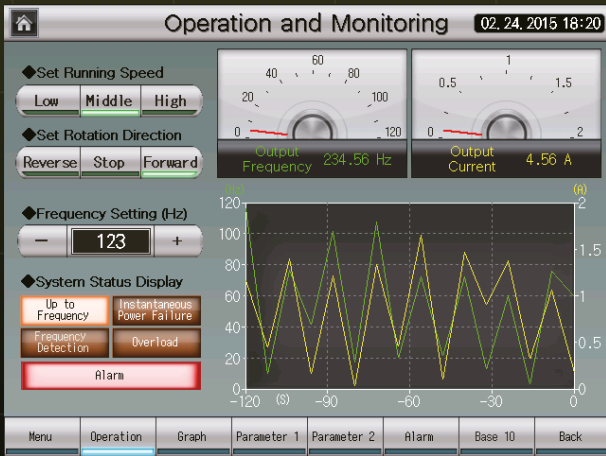 Operation and Monitoring
02. 24. 2015 18:20
◆Set Running Speed
Low Middle High
◆Set Rotation Direction
Reverse Stop Forward
◆Frequency Setting (Hz)
− 123 +
◆System Status Display
Up to Frequency
Instantaneous Power Failure
Frequency Detection
Overload
Alarm
0 20 40 60 80 100 120
Output Frequency 234.56 Hz
0 0.5 1 1.5 2
Output Current 4.56 A
(Hz)
120
100
80
60
40
20
0
(A)
2
1.5
1
0.5
0
-120 (S) -90 -60 -30 0
Menu Operation Graph Parameter 1 Parameter 2 Alarm Base 10 Back